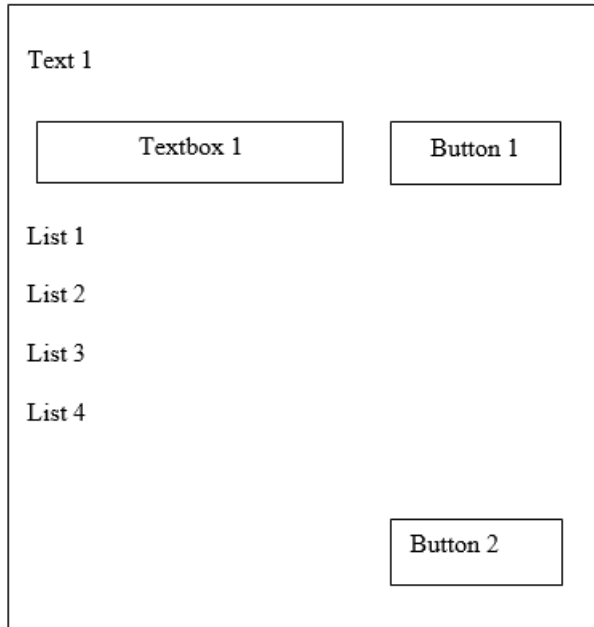 Text 1
Textbox 1
Button 1
List 1
List 2
List 3
List 4
Button 2